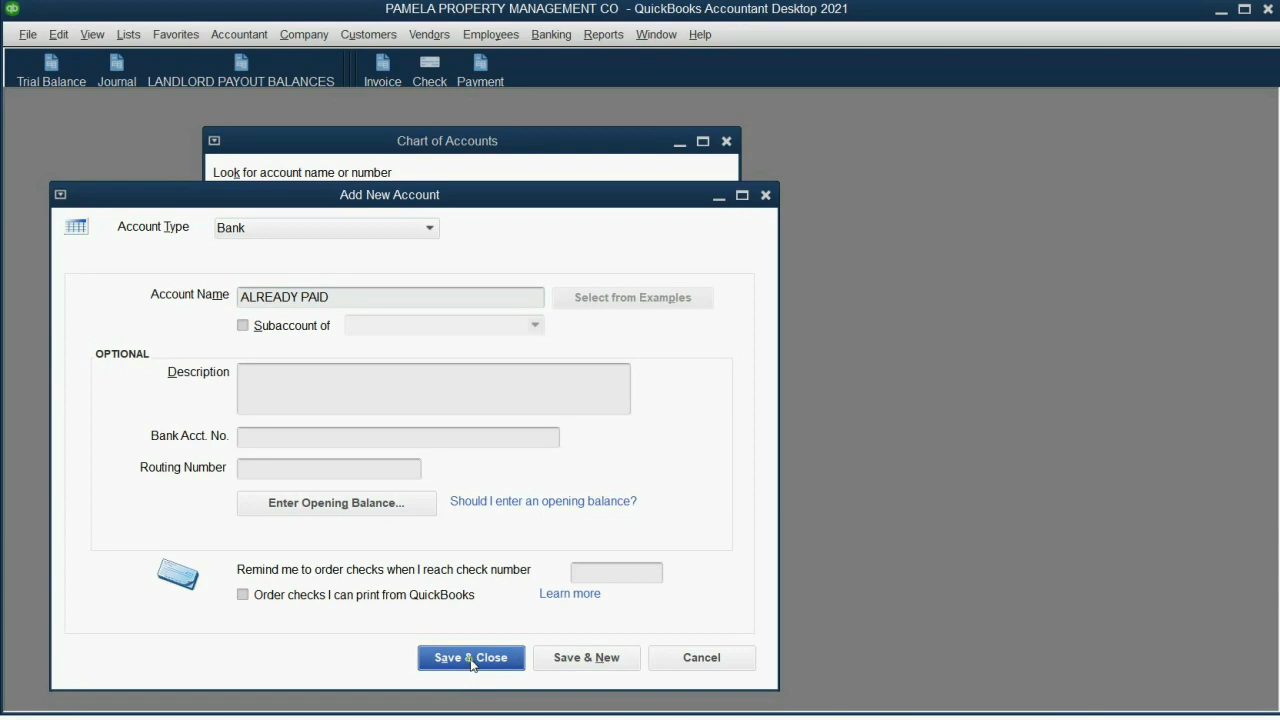 qb PAMELA PROPERTY MANAGEMENT CO - QuickBooks Accountant Desktop 2021
File Edit View Lists Favorites Accountant Company Customers Vendors Employees Banking Reports Window Help
Trial Balance Journal LANDLORD PAYOUT BALANCES Invoice Check Payment
Chart of Accounts
Look for account name or number
Add New Account
Account Type Bank
Account Name ALREADY PAID Select from Examples
Subaccount of
OPTIONAL
Description
Bank Acct. No.
Routing Number
Enter Opening Balance... Should I enter an opening balance?
Remind me to order checks when I reach check number
Order checks I can print from QuickBooks Learn more
Save & Close Save & New Cancel